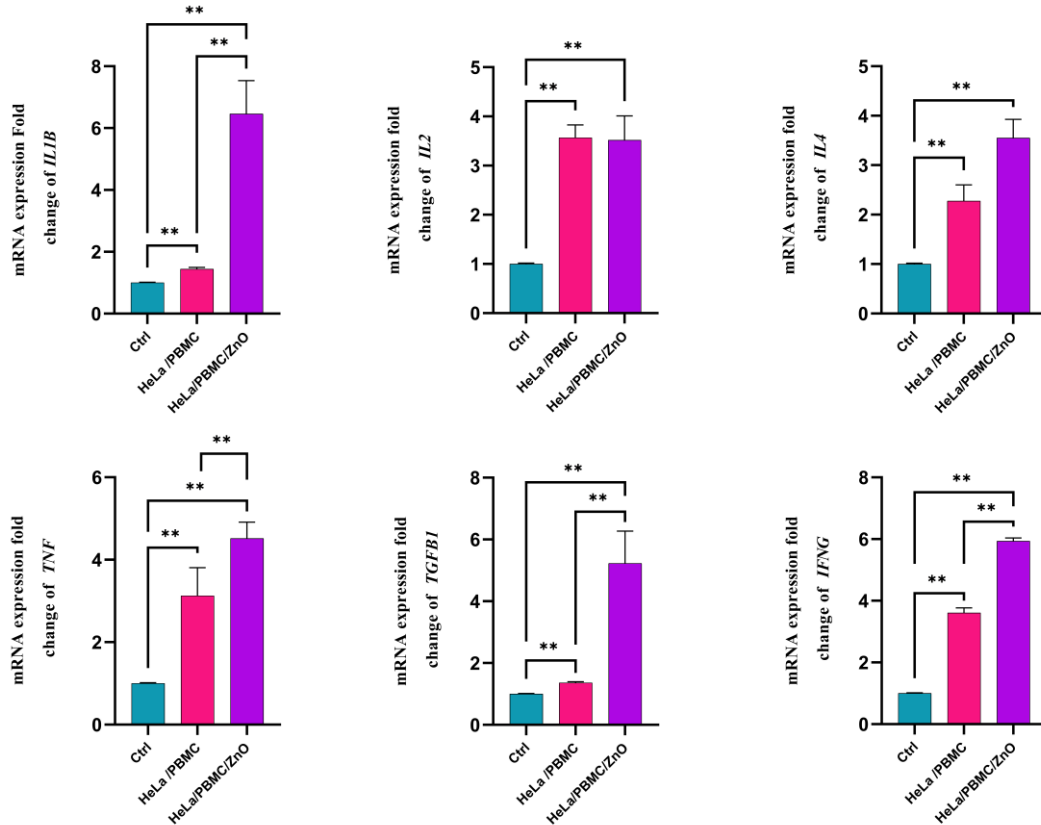 mRNA expression Fold
change of IL1B
**
**
**
8
6
4
2
0
Ctrl
HeLa /PBMC
HeLa/PBMC/ZnO
mRNA expression fold
change of IL2
**
**
5
4
3
2
1
0
Ctrl
HeLa /PBMC
HeLa/PBMC/ZnO
mRNA expression fold
change of IL4
**
**
5
4
3
2
1
0
Ctrl
HeLa /PBMC
HeLa/PBMC/ZnO
mRNA expression fold
change of TNF
**
**
**
6
4
2
0
Ctrl
HeLa /PBMC
HeLa/PBMC/ZnO
mRNA expression fold
change of TGFB1
**
**
**
8
6
4
2
0
Ctrl
HeLa /PBMC
HeLa/PBMC/ZnO
mRNA expression fold
change of IFNG
**
**
**
8
6
4
2
0
Ctrl
HeLa /PBMC
HeLa/PBMC/ZnO